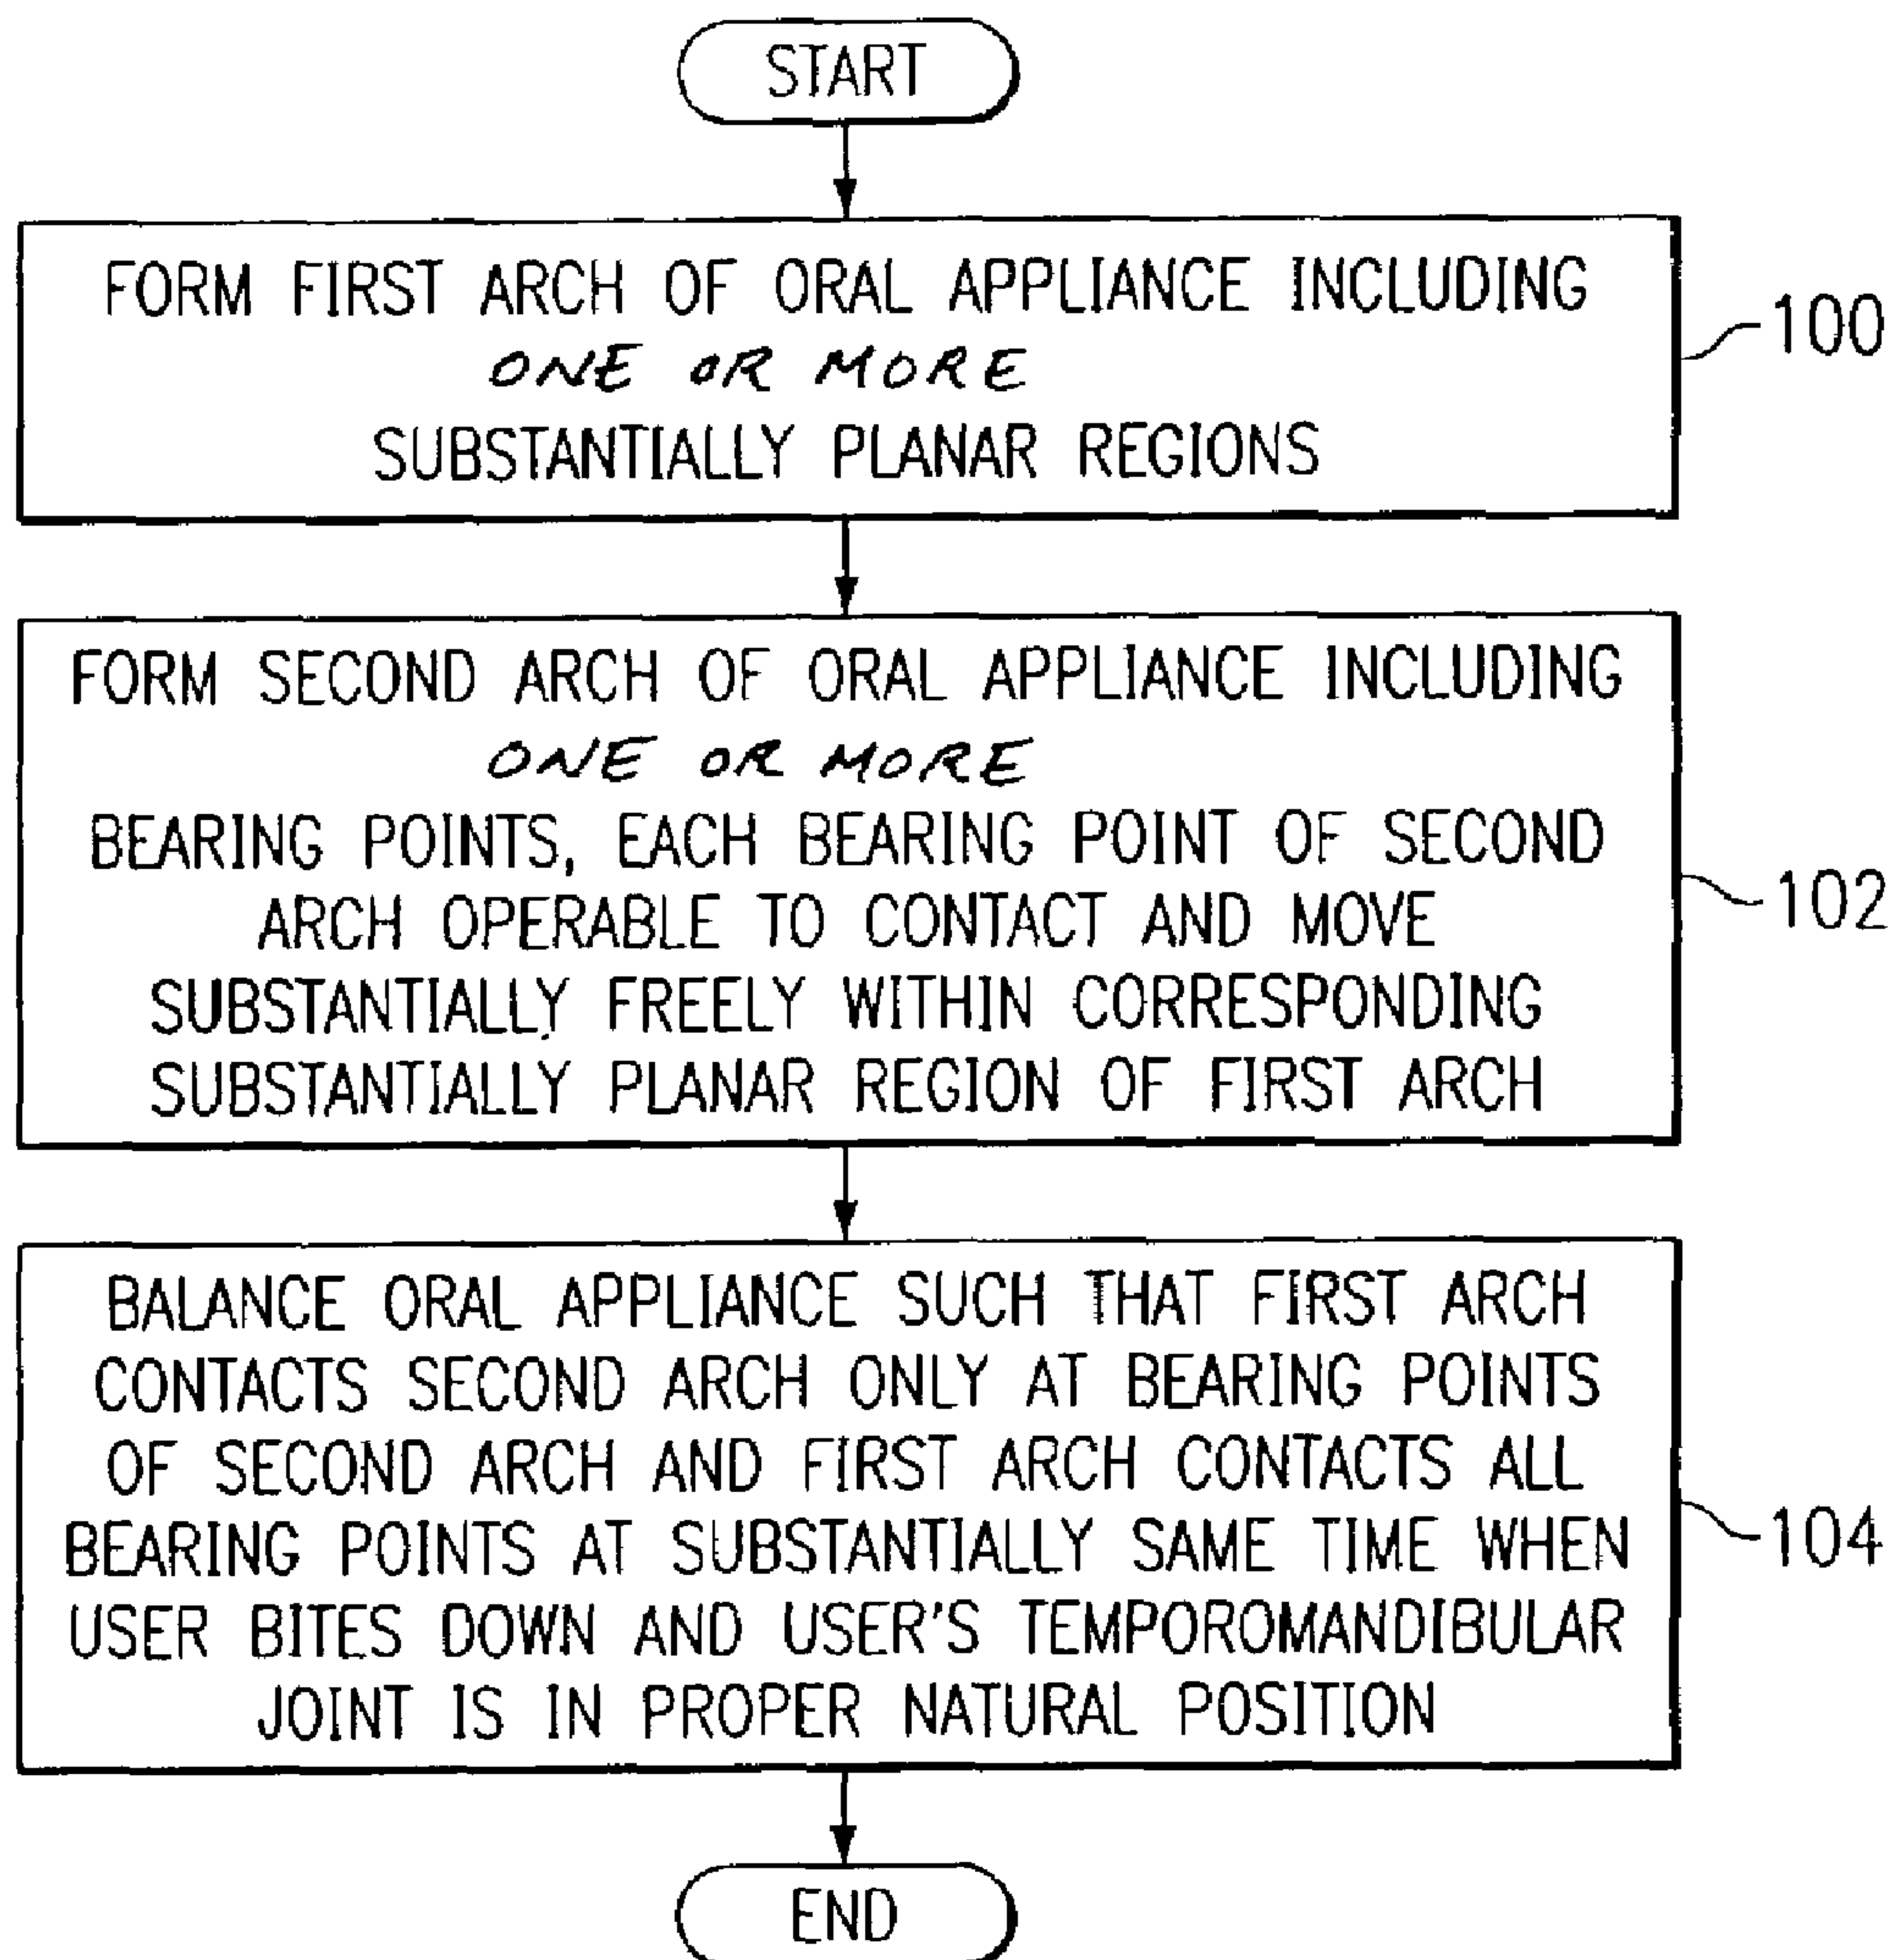 START
FORM FIRST ARCH OF ORAL APPLIANCE INCLUDING
ONE OR MORE
SUBSTANTIALLY PLANAR REGIONS
100
FORM SECOND ARCH OF ORAL APPLIANCE INCLUDING
ONE OR MORE
BEARING POINTS, EACH BEARING POINT OF SECOND
ARCH OPERABLE TO CONTACT AND MOVE
SUBSTANTIALLY FREELY WITHIN CORRESPONDING
SUBSTANTIALLY PLANAR REGION OF FIRST ARCH
102
BALANCE ORAL APPLIANCE SUCH THAT FIRST ARCH
CONTACTS SECOND ARCH ONLY AT BEARING POINTS
OF SECOND ARCH AND FIRST ARCH CONTACTS ALL
BEARING POINTS AT SUBSTANTIALLY SAME TIME WHEN
USER BITES DOWN AND USER'S TEMPOROMANDIBULAR
JOINT IS IN PROPER NATURAL POSITION
104
END